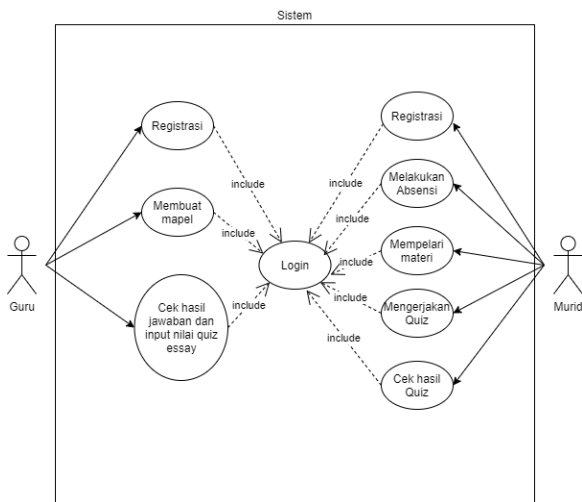 Sistem
Registrasi
Registrasi
include
include
Melakukan
Absensi
include
Membuat
mapel
include
Login
Mempelari
materi
include
Guru
Murid
Cek hasil
jawaban dan
input nilai quiz
essay
include
include
Mengerjakan
Quiz
include
Cek hasil
Quiz